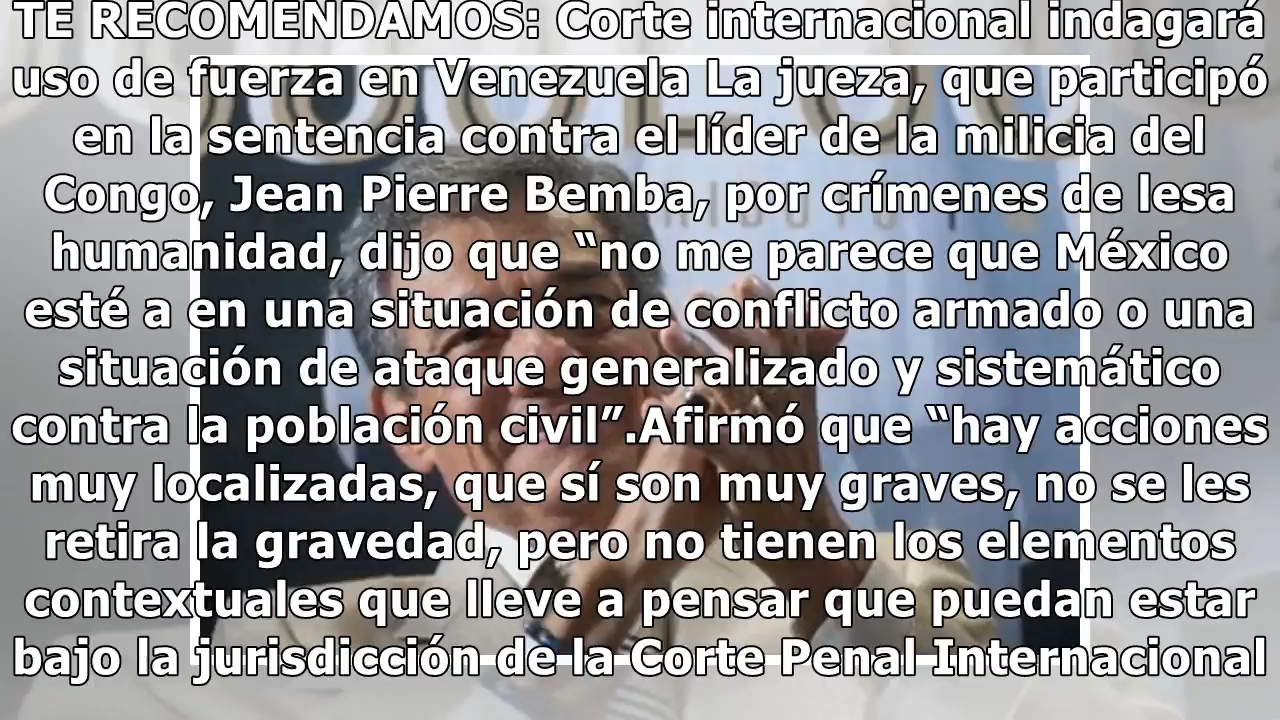 TE RECOMENDAMOS: Corte internacional indagará
uso de fuerza en Venezuela La jueza, que participó
en la sentencia contra el líder de la milicia del
Congo, Jean Pierre Bemba, por crímenes de lesa
humanidad, dijo que “no me parece que México
esté a en una situación de conflicto armado o una
situación de ataque generalizado y sistemático
contra la población civil”.Afirmó que “hay acciones
muy localizadas, que sí son muy graves, no se les
retira la gravedad, pero no tienen los elementos
contextuales que lleve a pensar que puedan estar
bajo la jurisdicción de la Corte Penal Internacional